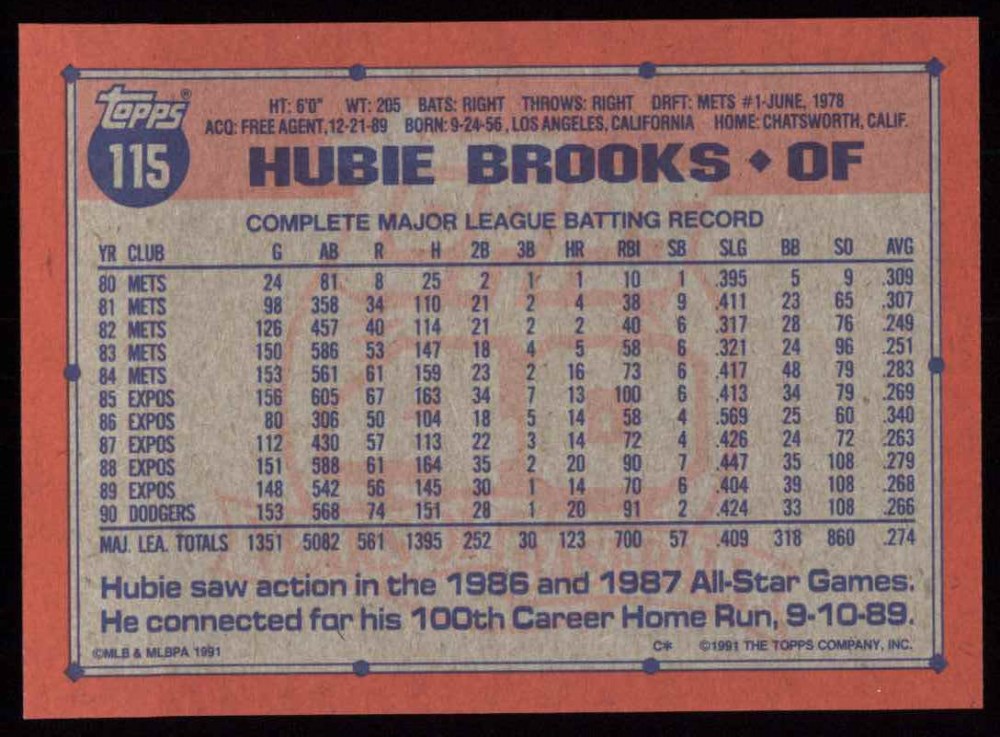 Topps®
115
HT: 6'0" WT: 205 BATS: RIGHT THROWS: RIGHT DRFT: METS #1-JUNE, 1978
ACQ: FREE AGENT, 12-21-89 BORN: 9-24-56, LOS ANGELES, CALIFORNIA HOME: CHATSWORTH, CALIF.
HUBIE BROOKS ◆ OF
COMPLETE MAJOR LEAGUE BATTING RECORD
YR CLUB G AB R H 2B 3B HR RBI SB SLG BB SO AVG
80 METS 24 81 8 25 2 1 1 10 1 .395 5 9 .309
81 METS 98 358 34 110 21 2 4 38 9 .411 23 65 .307
82 METS 126 457 40 114 21 2 2 40 6 .317 28 76 .249
83 METS 150 586 53 147 18 4 5 58 6 .321 24 96 .251
84 METS 153 561 61 159 23 2 16 73 6 .417 48 79 .283
85 EXPOS 156 605 67 163 34 7 13 100 6 .413 34 79 .269
86 EXPOS 80 306 50 104 18 5 14 58 4 .569 25 60 .340
87 EXPOS 112 430 57 113 22 3 14 72 4 .426 24 72 .263
88 EXPOS 151 588 61 164 35 2 20 90 7 .447 35 108 .279
89 EXPOS 148 542 56 145 30 1 14 70 6 .404 39 108 .268
90 DODGERS 153 568 74 151 28 1 20 91 2 .424 33 108 .266
MAJ. LEA. TOTALS 1351 5082 561 1395 252 30 123 700 57 .409 318 860 .274
Hubie saw action in the 1986 and 1987 All-Star Games.
He connected for his 100th Career Home Run, 9-10-89.
©MLB & MLBPA 1991 C* ©1991 THE TOPPS COMPANY, INC.